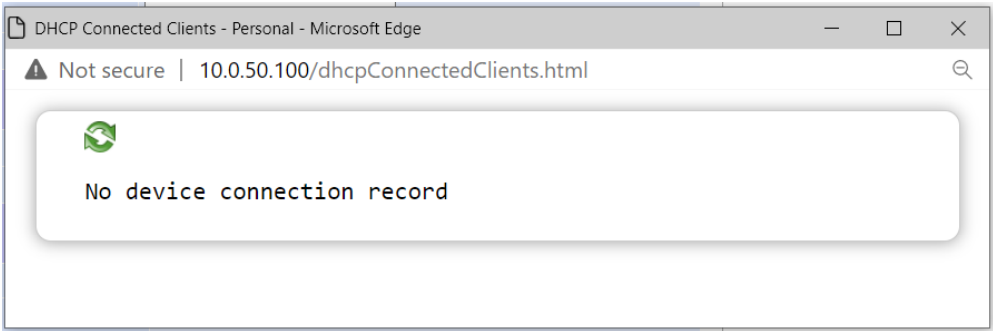 DHCP Connected Clients - Personal - Microsoft Edge
Not secure | 10.0.50.100/dhcpConnectedClients.html
No device connection record